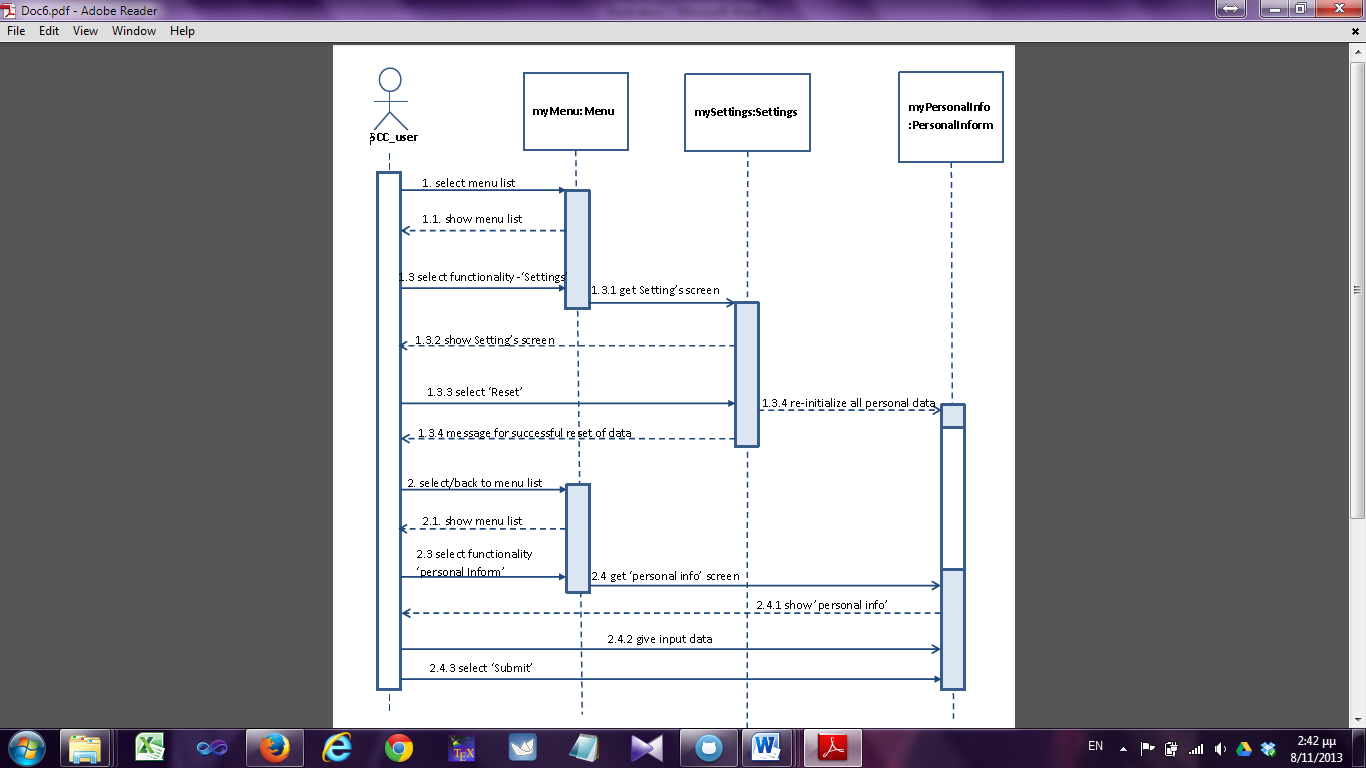 Doc6.pdf - Adobe Reader
File Edit View Window Help
SCC_user
myMenu: Menu
mySettings:Settings
myPersonalInfo
:PersonalInform
1. select menu list
1.1. show menu list
1.3 select functionality -‘Settings’
1.3.1 get Setting’s screen
1.3.2 show Setting’s screen
1.3.3 select ‘Reset’
1.3.4 re-initialize all personal data
1.3.4 message for successful reset of data
2. select/back to menu list
2.1. show menu list
2.3 select functionality
‘personal Inform’
2.4 get ‘personal info’ screen
2.4.1 show’ personal info’
2.4.2 give input data
2.4.3 select ‘Submit’
TEX
EN
2:42 μμ
8/11/2013